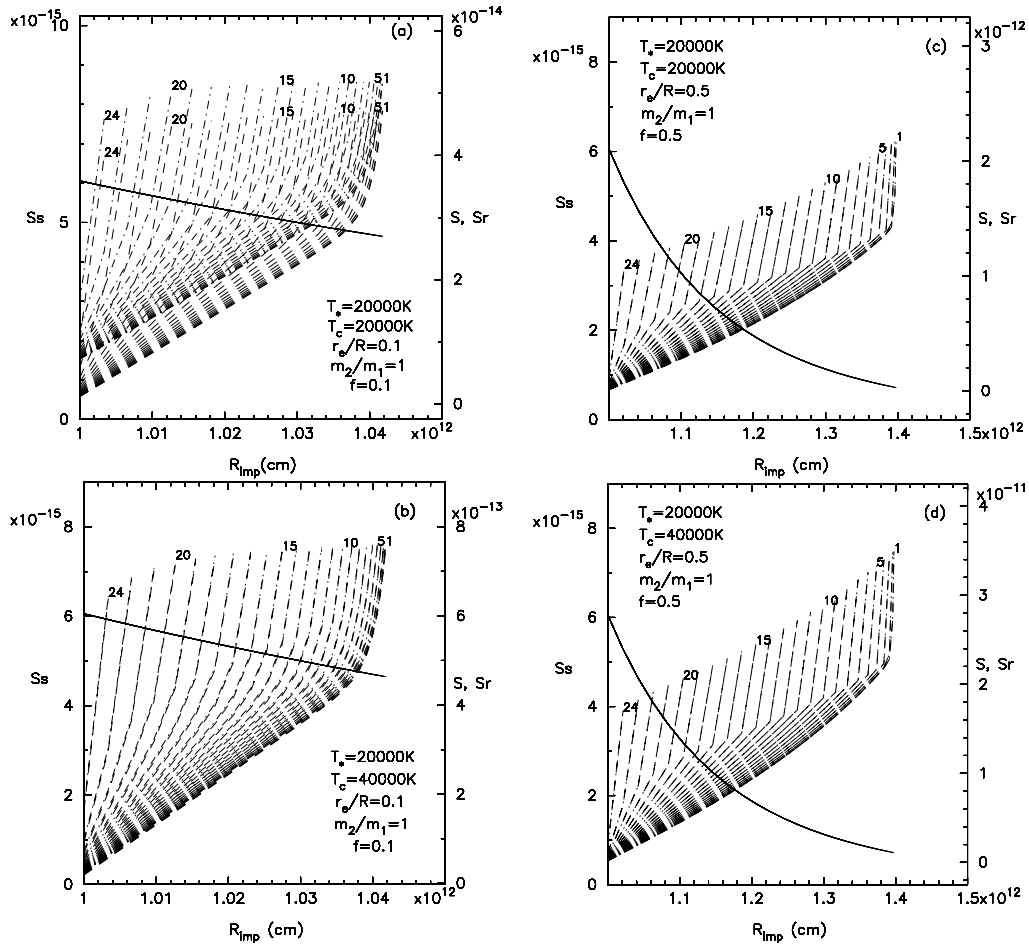 x10⁻¹⁵
10
5
0
Ss
(a)
x10⁻¹⁴
6
4
2
0
S, Sr
24
20
15
10
51
24
20
15
10
51
T*=20000K
Tc=20000K
re/R=0.1
m2/m1=1
f=0.1
1
1.01
1.02
1.03
1.04
x10¹²
Rimp(cm)
x10⁻¹⁵
8
6
4
2
0
Ss
(c)
x10⁻¹²
3
2
1
0
S, Sr
T*=20000K
Tc=20000K
re/R=0.5
m2/m1=1
f=0.5
24
20
15
10
5
1
1.1
1.2
1.3
1.4
1.5x10¹²
Rimp (cm)
x10⁻¹⁵
8
6
4
2
0
Ss
(b)
x10⁻¹³
8
6
4
2
0
S, Sr
24
20
15
10
51
T*=20000K
Tc=40000K
re/R=0.1
m2/m1=1
f=0.1
1
1.01
1.02
1.03
1.04
x10¹²
Rimp (cm)
x10⁻¹⁵
8
6
4
2
0
Ss
(d)
x10⁻¹¹
4
3
2
1
0
S, Sr
T*=20000K
Tc=40000K
re/R=0.5
m2/m1=1
f=0.5
24
20
15
10
5
1
1.1
1.2
1.3
1.4
1.5x10¹²
Rimp (cm)